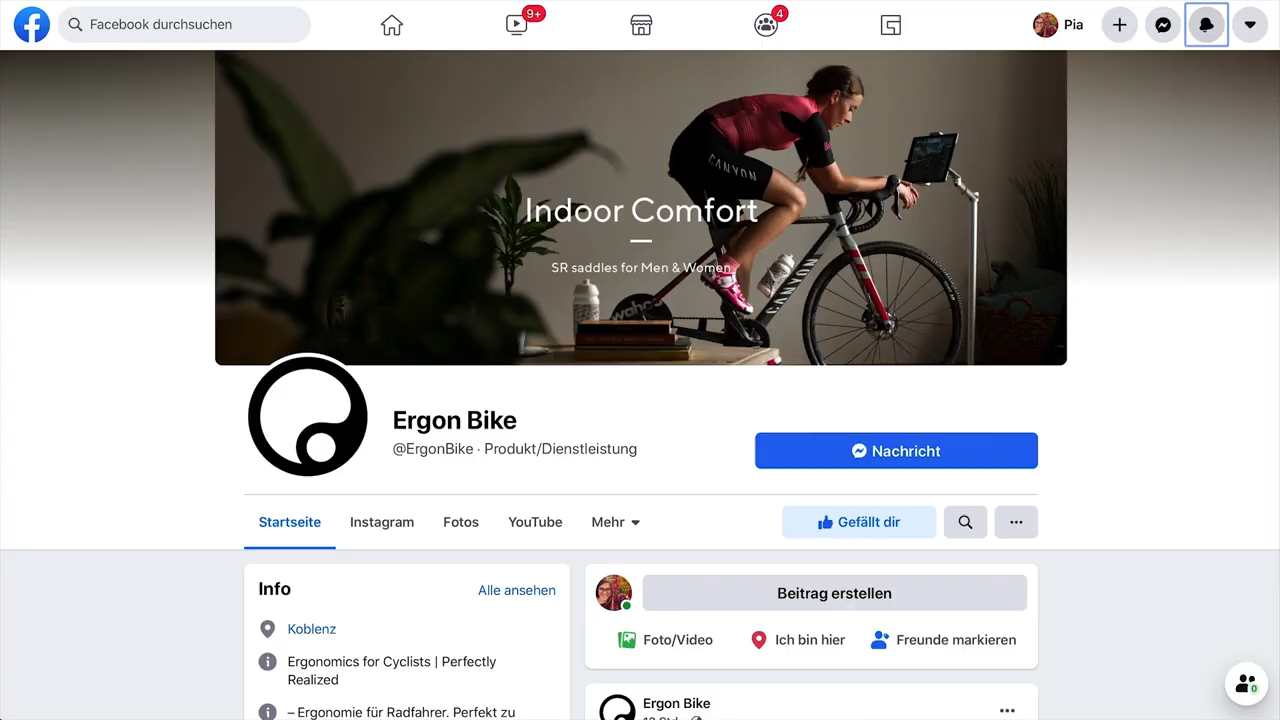 Facebook durchsuchen
9+
4
Pia
CANYON
Indoor Comfort
SR saddles for Men & Women
CANYON
wahoo
Ergon Bike
@ErgonBike · Produkt/Dienstleistung
Nachricht
Startseite
Instagram
Fotos
YouTube
Mehr
Gefällt dir
Info
Alle ansehen
Beitrag erstellen
Koblenz
Foto/Video
Ich bin hier
Freunde markieren
Ergonomics for Cyclists | Perfectly
Realized
– Ergonomie für Radfahrer. Perfekt zu
Ergon Bike
0